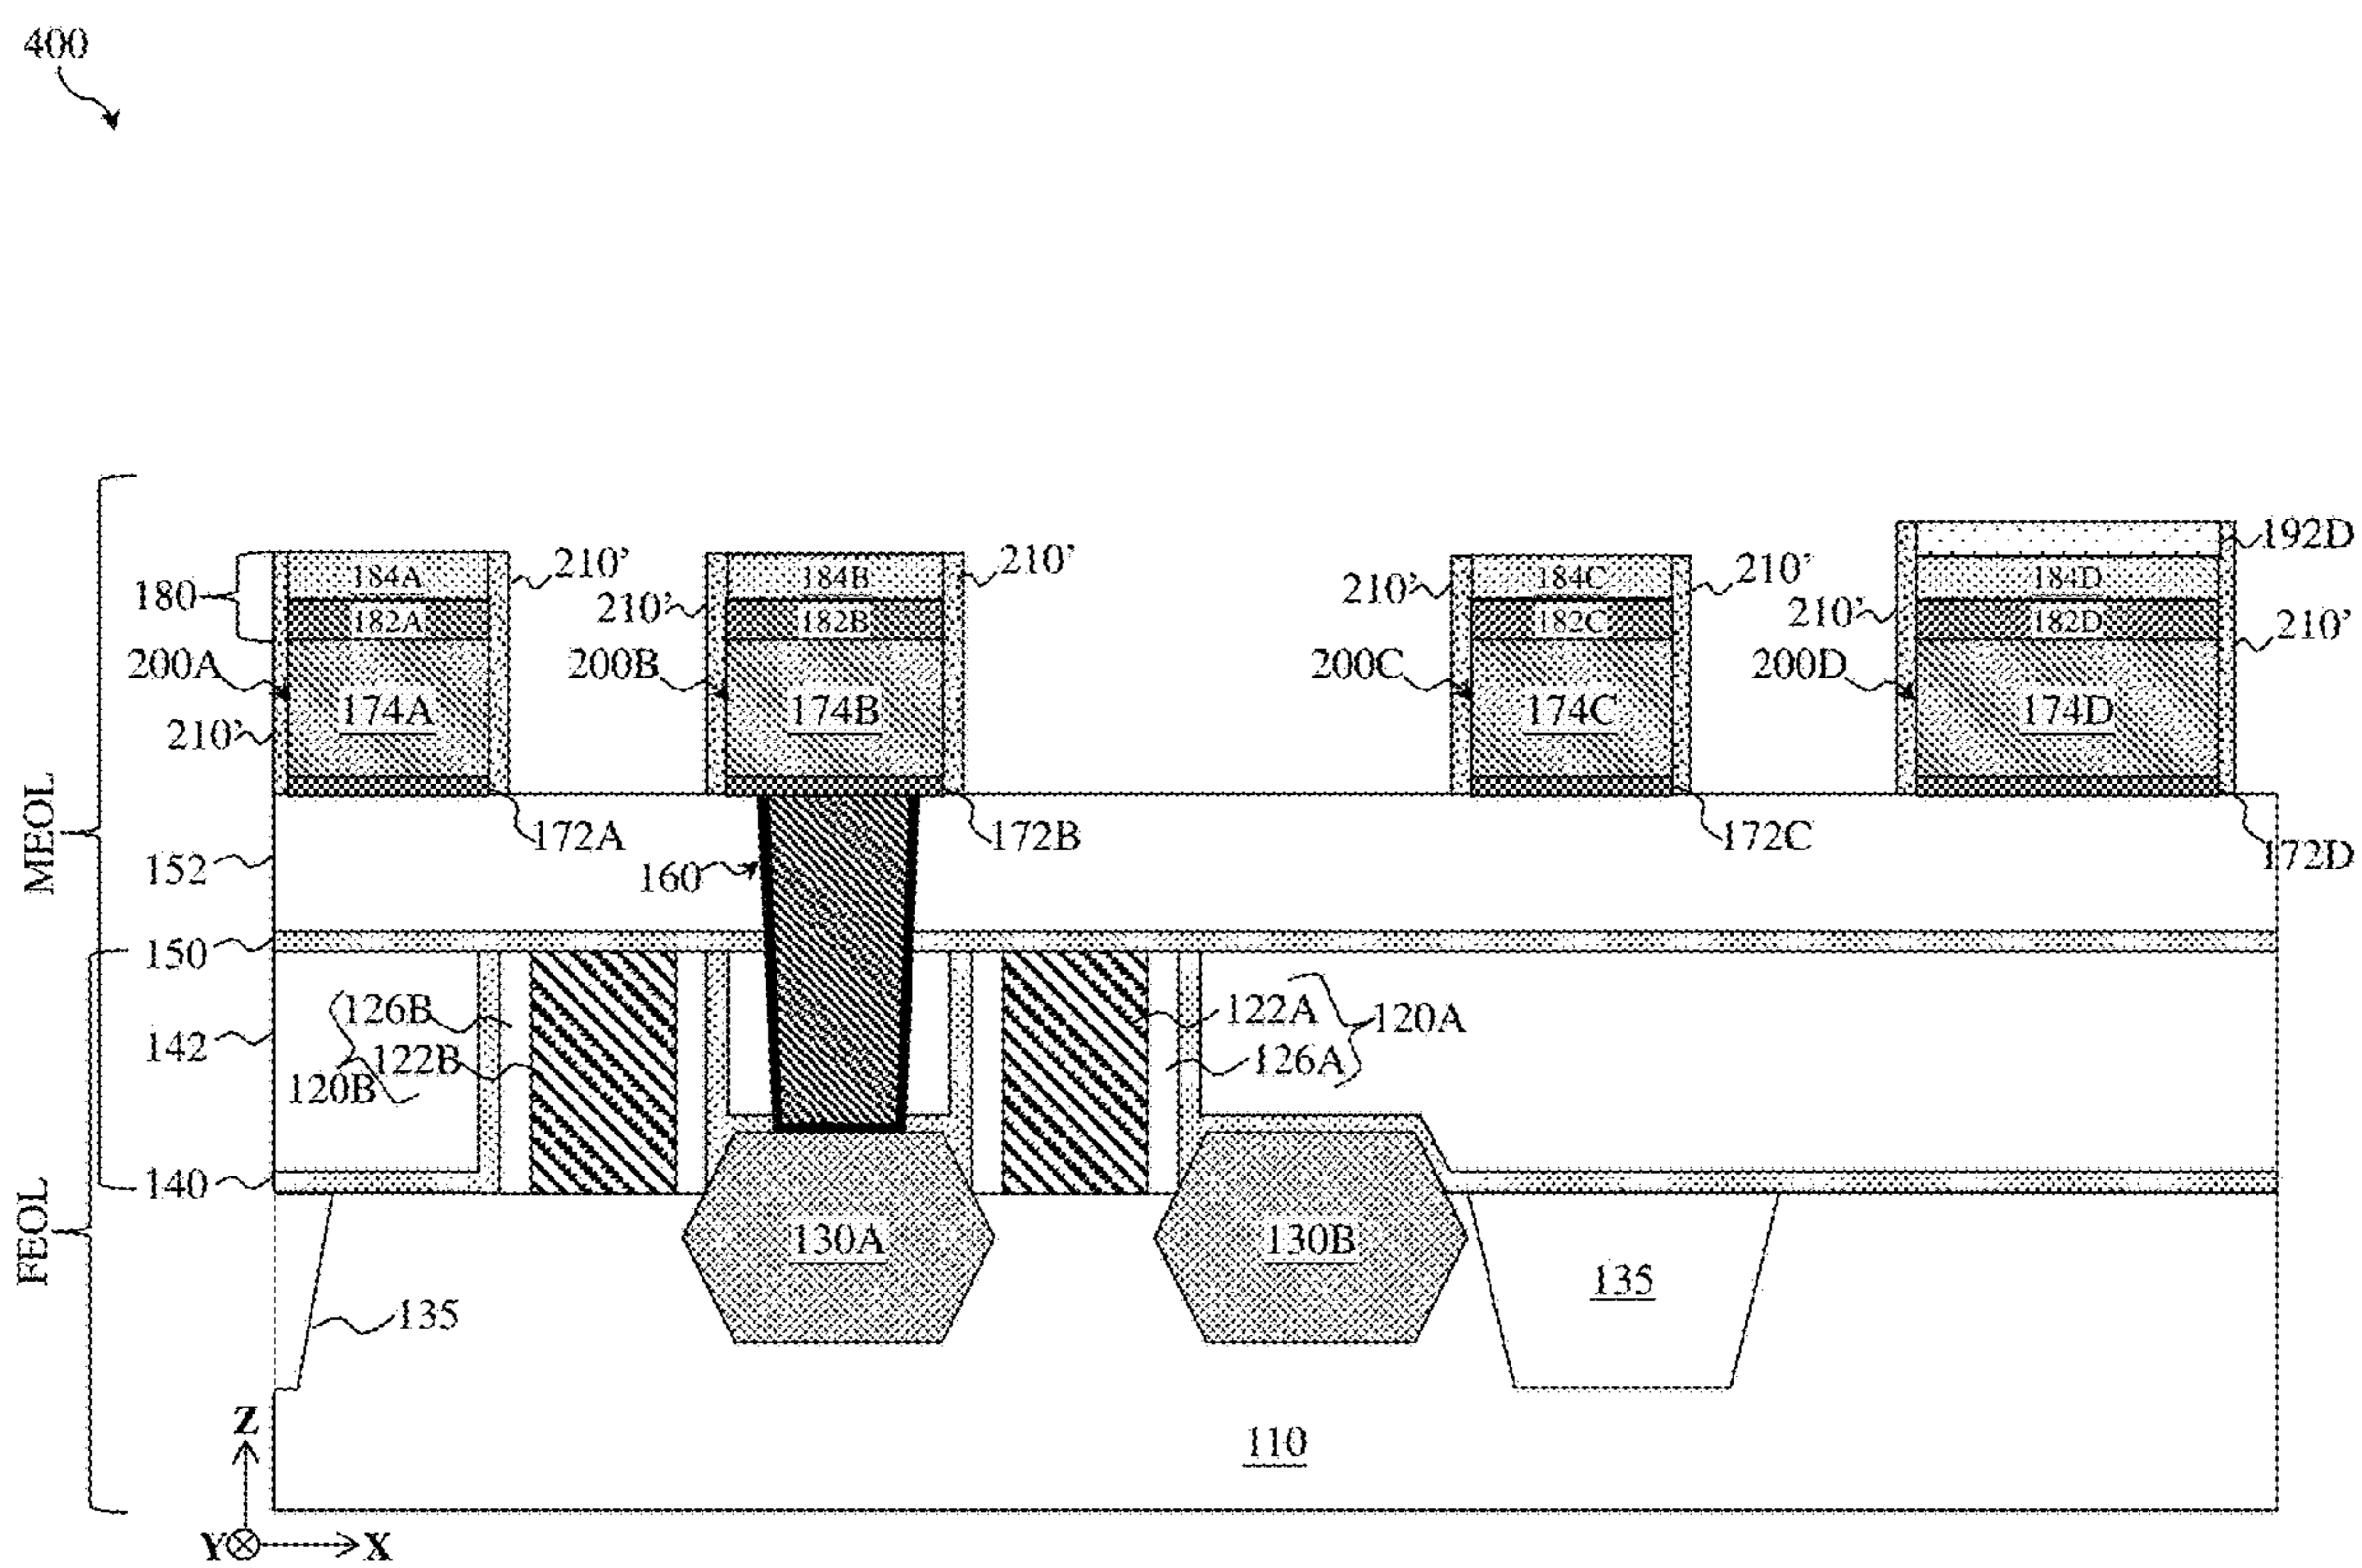 400
192D
184A 210' 184B 210' 184C 210' 184D
180 210' 210' 210' 210'
182A 182B 182C 182D
200A 200B 200C 200D
174A 174B 174C 174D
210'
172A 172B 172C 172D
MEOL
152 160
150
126B 122A 120A
142
122B 126A
120B
140
FEOL
130A 130B
135
135
Z
110
Y X